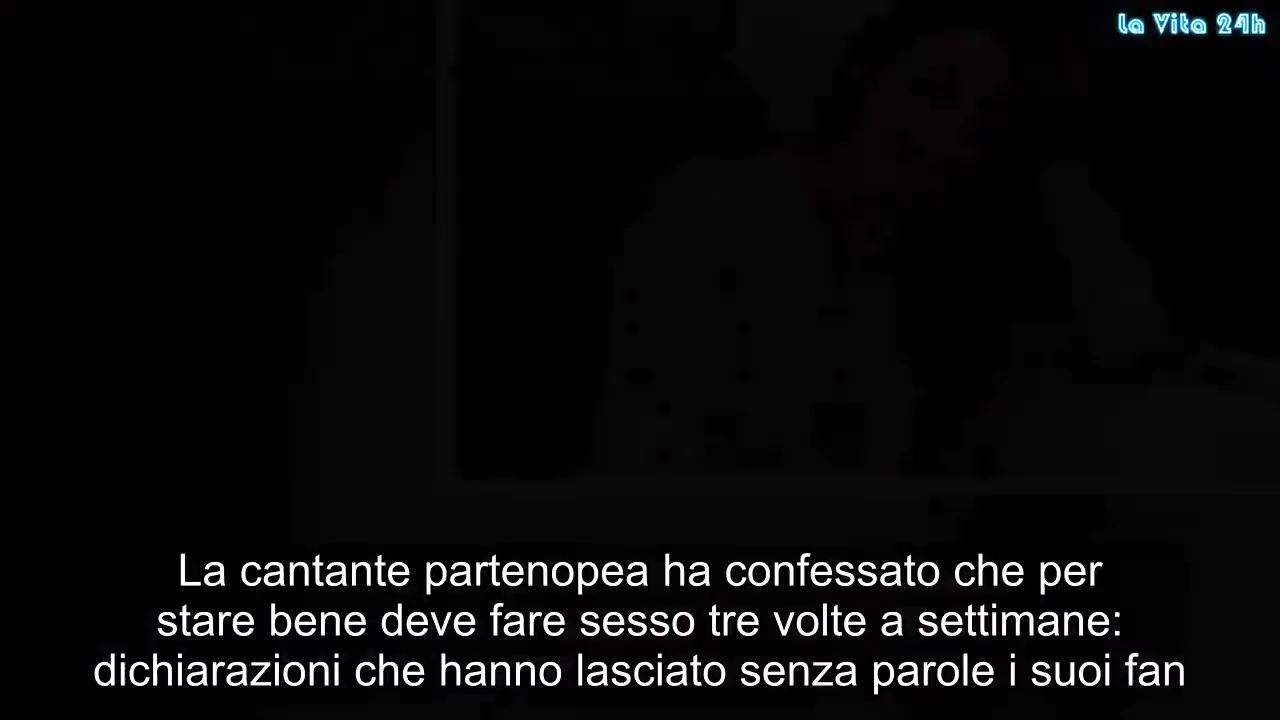 La Vita 24h
La cantante partenopea ha confessato che per
stare bene deve fare sesso tre volte a settimane:
dichiarazioni che hanno lasciato senza parole i suoi fan